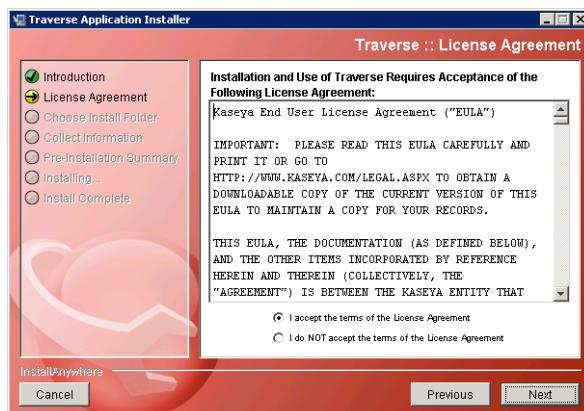 Traverse Application Installer
Traverse :: License Agreement
Introduction
License Agreement
Choose Install Folder
Collect Information
Pre-Installation Summary
Installing...
Install Complete
Installation and Use of Traverse Requires Acceptance of the
Following License Agreement:
Kaseya End User License Agreement ("EULA")
IMPORTANT: PLEASE READ THIS EULA CAREFULLY AND
PRINT IT OR GO TO
HTTP://WWW.KASEYA.COM/LEGAL.ASPX TO OBTAIN A
DOWNLOADABLE COPY OF THE CURRENT VERSION OF THIS
EULA TO MAINTAIN A COPY FOR YOUR RECORDS.
THIS EULA, THE DOCUMENTATION (AS DEFINED BELOW),
AND THE OTHER ITEMS INCORPORATED BY REFERENCE
HEREIN AND THEREIN (COLLECTIVELY, THE
"AGREEMENT") IS BETWEEN THE KASEYA ENTITY THAT
I accept the terms of the License Agreement
I do NOT accept the terms of the License Agreement
InstallAnywhere
Cancel
Previous
Next